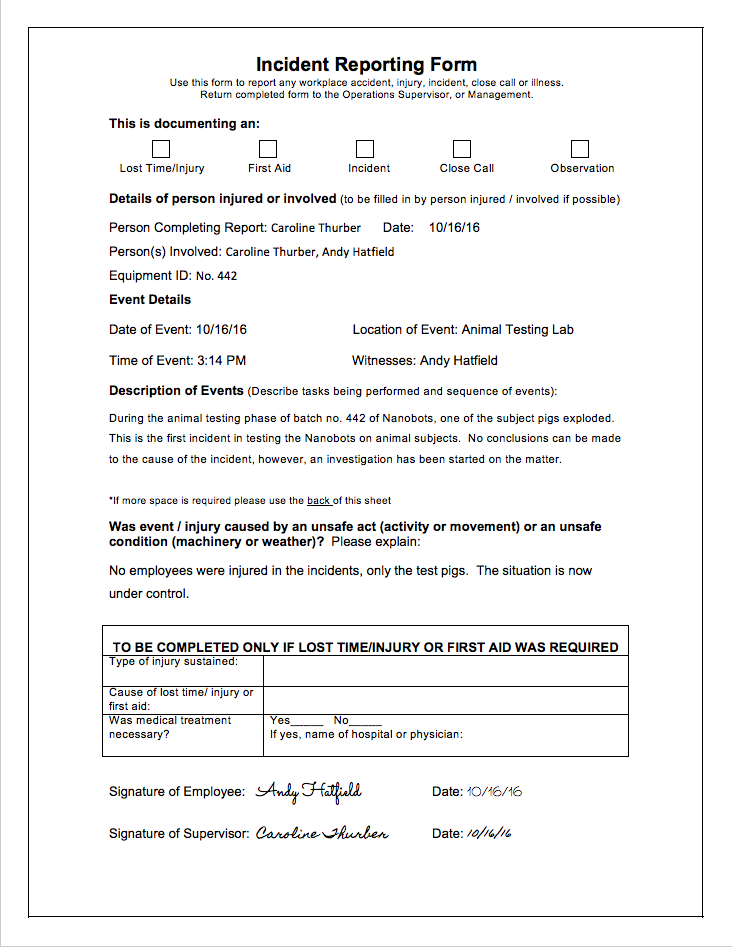 Incident Reporting Form
Use this form to report any workplace accident, injury, incident, close call or illness.
Return completed form to the Operations Supervisor, or Management.
This is documenting an:
Lost Time/Injury First Aid Incident Close Call Observation
Details of person injured or involved (to be filled in by person injured / involved if possible)
Person Completing Report: Caroline Thurber Date: 10/16/16
Person(s) Involved: Caroline Thurber, Andy Hatfield
Equipment ID: No. 442
Event Details
Date of Event: 10/16/16 Location of Event: Animal Testing Lab
Time of Event: 3:14 PM Witnesses: Andy Hatfield
Description of Events (Describe tasks being performed and sequence of events):
During the animal testing phase of batch no. 442 of Nanobots, one of the subject pigs exploded.
This is the first incident in testing the Nanobots on animal subjects. No conclusions can be made
to the cause of the incident, however, an investigation has been started on the matter.
*If more space is required please use the back of this sheet
Was event / injury caused by an unsafe act (activity or movement) or an unsafe
condition (machinery or weather)? Please explain:
No employees were injured in the incidents, only the test pigs. The situation is now
under control.
TO BE COMPLETED ONLY IF LOST TIME/INJURY OR FIRST AID WAS REQUIRED
Type of injury sustained:
Cause of lost time/ injury or
first aid:
Was medical treatment Yes_____ No_____
necessary? If yes, name of hospital or physician:
Signature of Employee: Andy Hatfield Date: 10/16/16
Signature of Supervisor: Caroline Thurber Date: 10/16/16